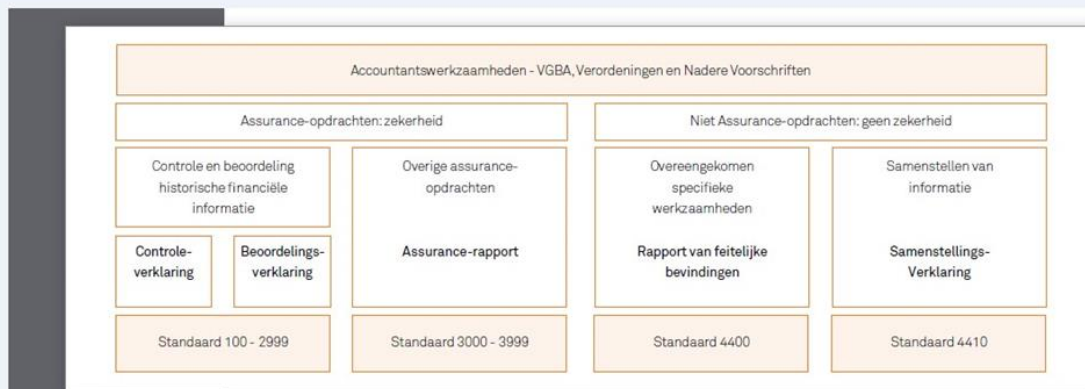 Accountantswerkzaamheden - VGBA, Verordeningen en Nadere Voorschriften
Assurance-opdrachten: zekerheid
Niet Assurance-opdrachten: geen zekerheid
Controle en beoordeling
historische financiële
informatie
Overige assurance-
opdrachten
Overeengekomen
specifieke
werkzaamheden
Samenstellen van
informatie
Controle-
verklaring
Beoordelings-
verklaring
Assurance-rapport
Rapport van feitelijke
bevindingen
Samenstellings-
Verklaring
Standaard 100 - 2999
Standaard 3000 - 3999
Standaard 4400
Standaard 4410